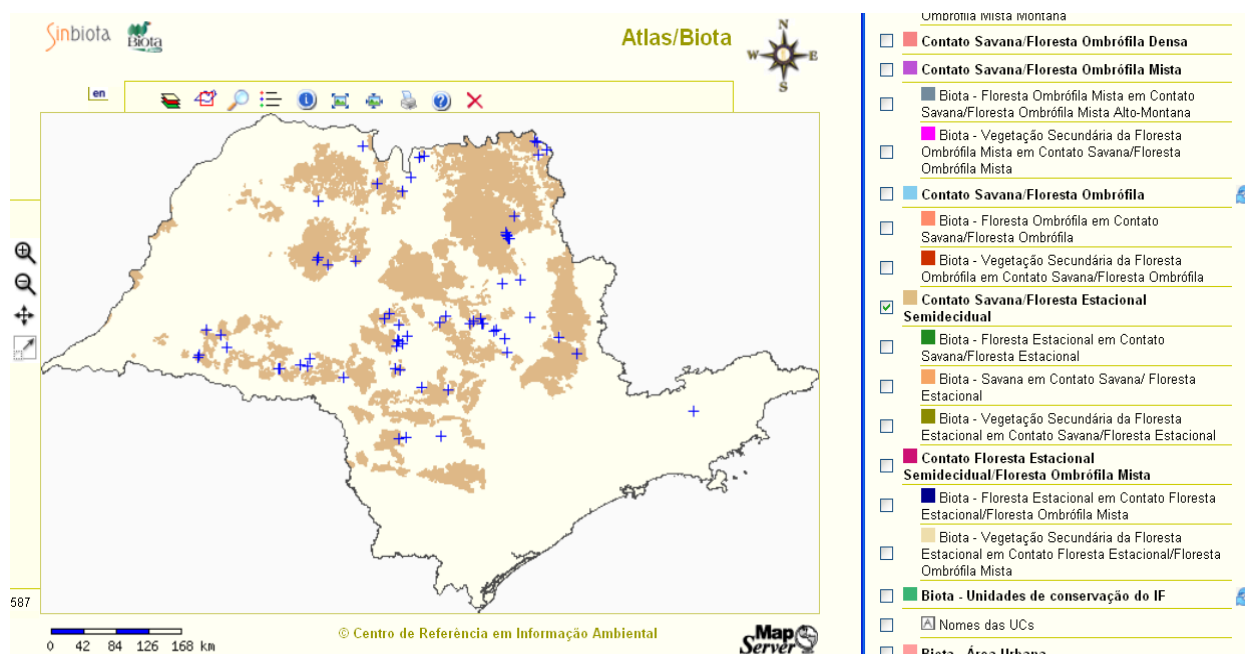 Sinbiota
Biota
Atlas/Biota
N
W
E
S
en
587
0 42 84 126 168 km
© Centro de Referência em Informação Ambiental
Map
Server
Ombrófila Mista Montana
Contato Savana/Floresta Ombrófila Densa
Contato Savana/Floresta Ombrófila Mista
Biota - Floresta Ombrófila Mista em Contato
Savana/Floresta Ombrófila Mista Alto-Montana
Biota - Vegetação Secundária da Floresta
Ombrófila Mista em Contato Savana/Floresta
Ombrófila Mista
Contato Savana/Floresta Ombrófila
Biota - Floresta Ombrófila em Contato
Savana/Floresta Ombrófila
Biota - Vegetação Secundária da Floresta
Ombrófila em Contato Savana/Floresta Ombrófila
Contato Savana/Floresta Estacional
Semidecidual
Biota - Floresta Estacional em Contato
Savana/Floresta Estacional
Biota - Savana em Contato Savana/ Floresta
Estacional
Biota - Vegetação Secundária da Floresta
Estacional em Contato Savana/Floresta Estacional
Contato Floresta Estacional
Semidecidual/Floresta Ombrófila Mista
Biota - Floresta Estacional em Contato Floresta
Estacional/Floresta Ombrófila Mista
Biota - Vegetação Secundária da Floresta
Estacional em Contato Floresta Estacional/Floresta
Ombrófila Mista
Biota - Unidades de conservação do IF
A Nomes das UCs
Biota - Área Urbana